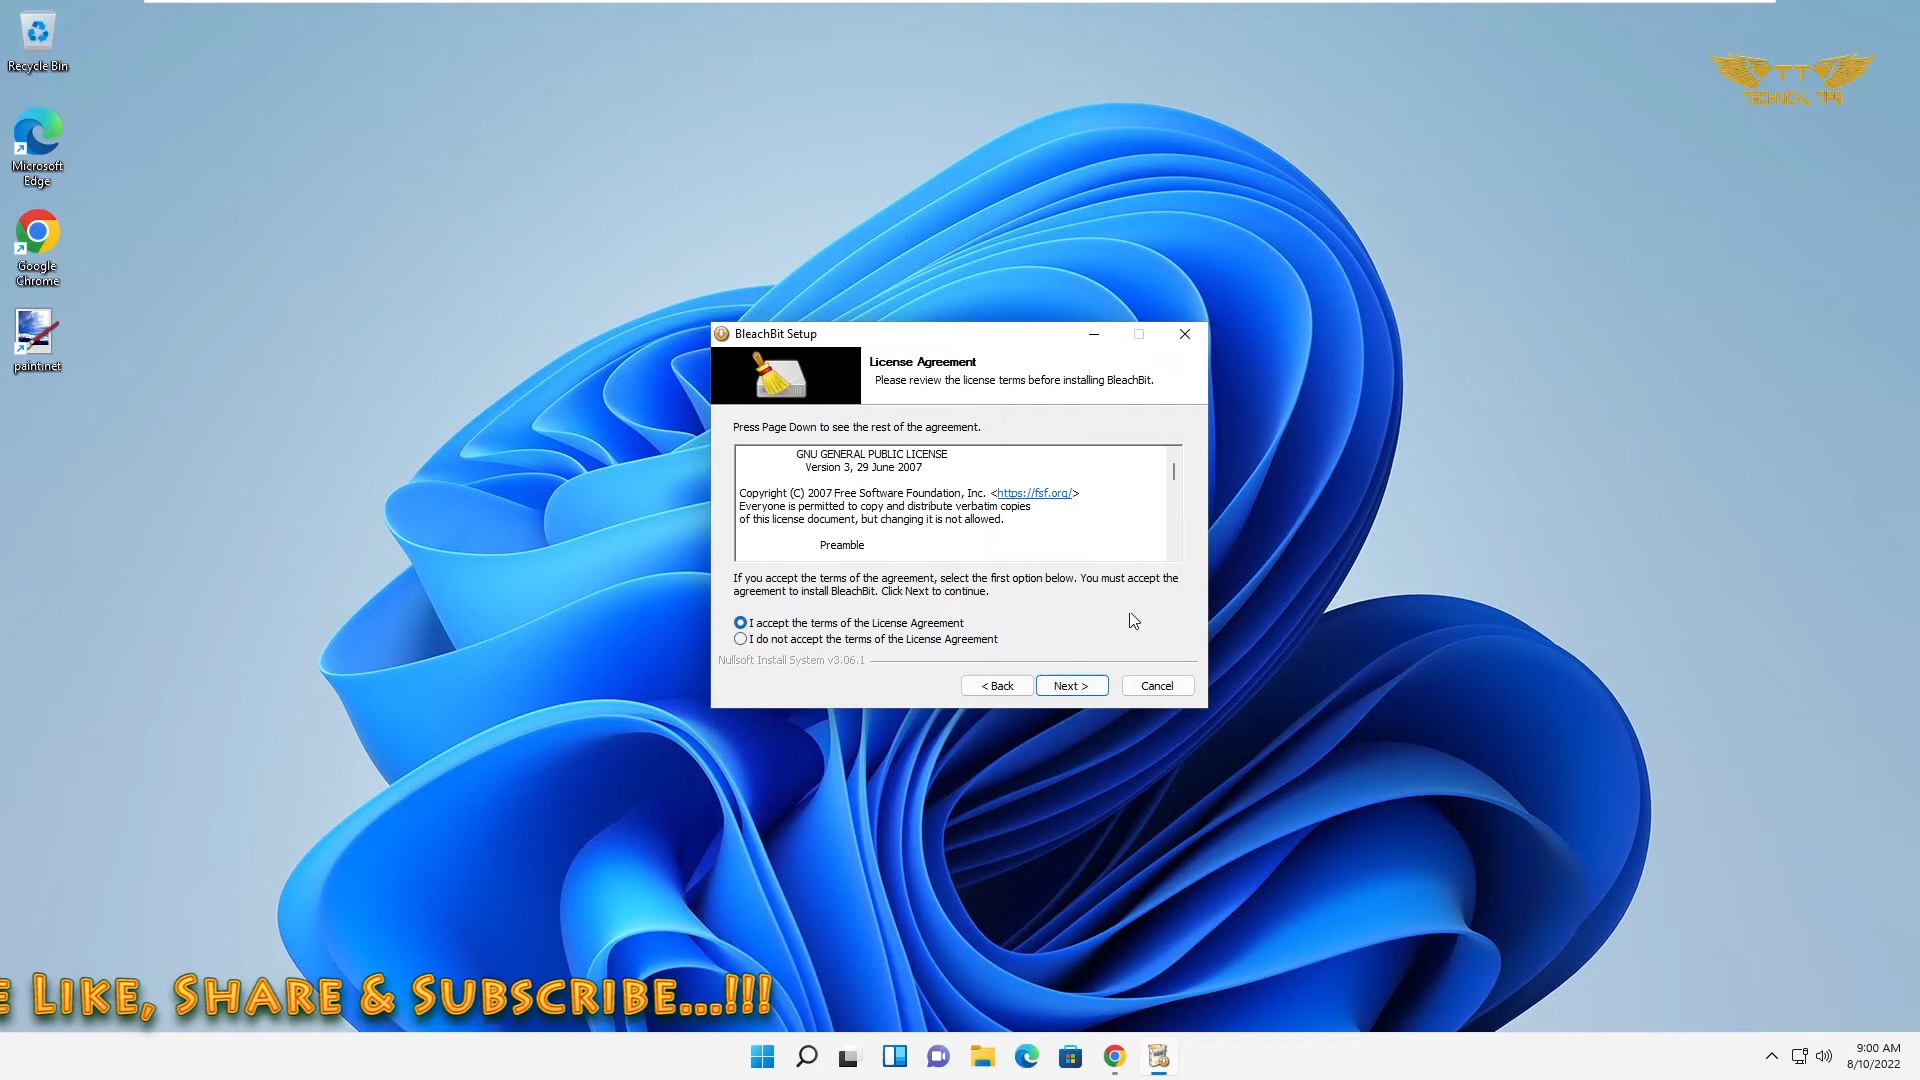 Recycle Bin
Microsoft
Edge
Google
Chrome
paint.net
TT
TECHNICAL TIPS
BleachBit Setup
License Agreement
Please review the license terms before installing BleachBit.
Press Page Down to see the rest of the agreement.
GNU GENERAL PUBLIC LICENSE
Version 3, 29 June 2007
Copyright (C) 2007 Free Software Foundation, Inc. <https://fsf.org/>
Everyone is permitted to copy and distribute verbatim copies
of this license document, but changing it is not allowed.
Preamble
If you accept the terms of the agreement, select the first option below. You must accept the
agreement to install BleachBit. Click Next to continue.
I accept the terms of the License Agreement
I do not accept the terms of the License Agreement
Nullsoft Install System v3.06.1
< Back
Next >
Cancel
E LIKE, SHARE & SUBSCRIBE...!!!
9:00 AM
8/10/2022